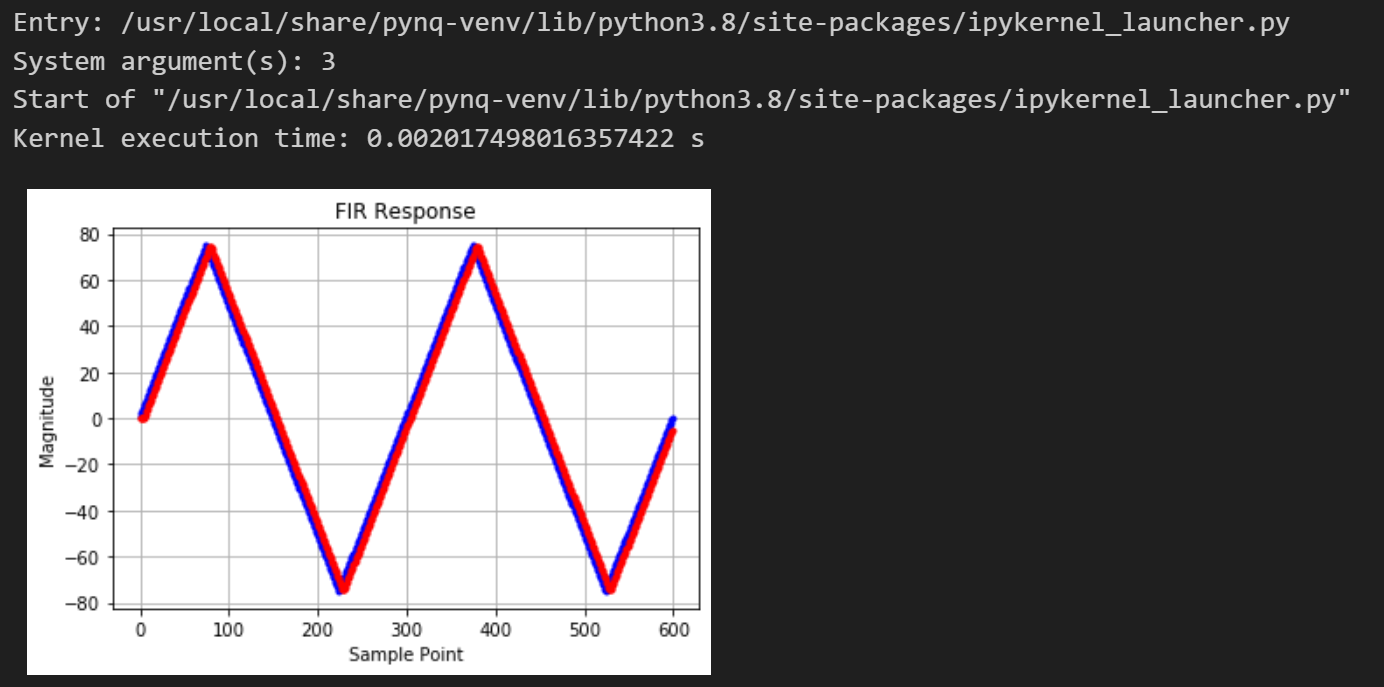 Entry: /usr/local/share/pynq-venv/lib/python3.8/site-packages/ipykernel_launcher.py
System argument(s): 3
Start of "/usr/local/share/pynq-venv/lib/python3.8/site-packages/ipykernel_launcher.py"
Kernel execution time: 0.002017498016357422 s
FIR Response
80
60
40
20
0
−20
−40
−60
−80
Magnitude
0 100 200 300 400 500 600
Sample Point